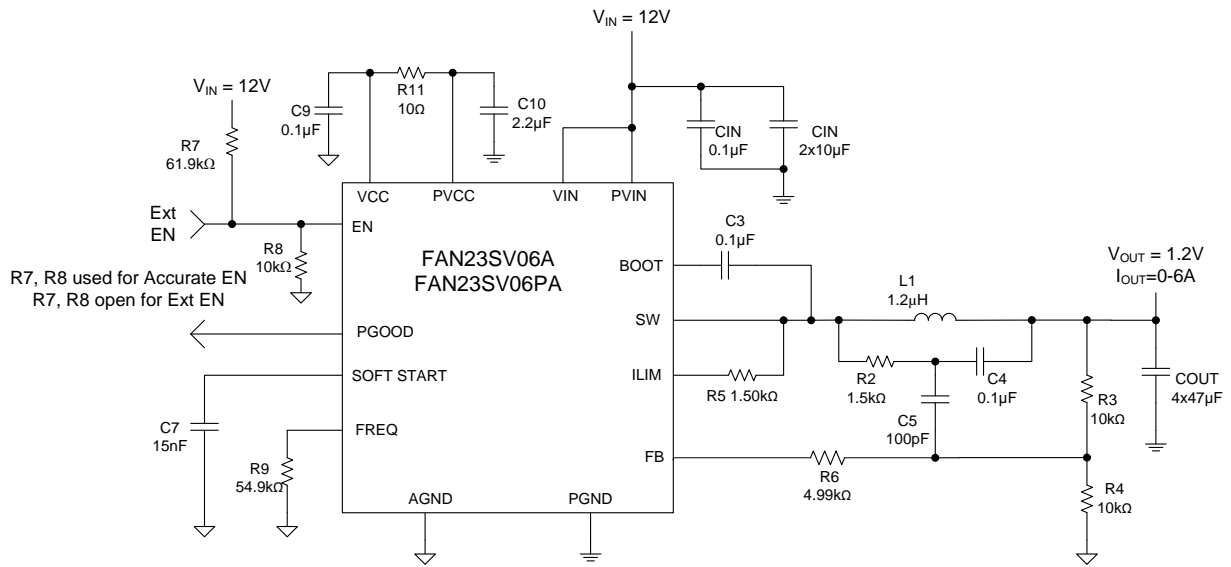 V_IN = 12V
V_IN = 12V
R11
10Ω
C9
0.1µF
C10
2.2µF
CIN
0.1µF
CIN
2x10µF
R7
61.9kΩ
VCC
PVCC
VIN
PVIN
Ext
EN
EN
R8
10kΩ
FAN23SV06A
FAN23SV06PA
R7, R8 used for Accurate EN
R7, R8 open for Ext EN
PGOOD
SOFT START
C7
15nF
FREQ
R9
54.9kΩ
AGND
PGND
BOOT
C3
0.1µF
SW
ILIM
R5 1.50kΩ
FB
L1
1.2µH
R2
1.5kΩ
C4
0.1µF
C5
100pF
R6
4.99kΩ
V_OUT = 1.2V
I_OUT=0-6A
R3
10kΩ
COUT
4x47µF
R4
10kΩ